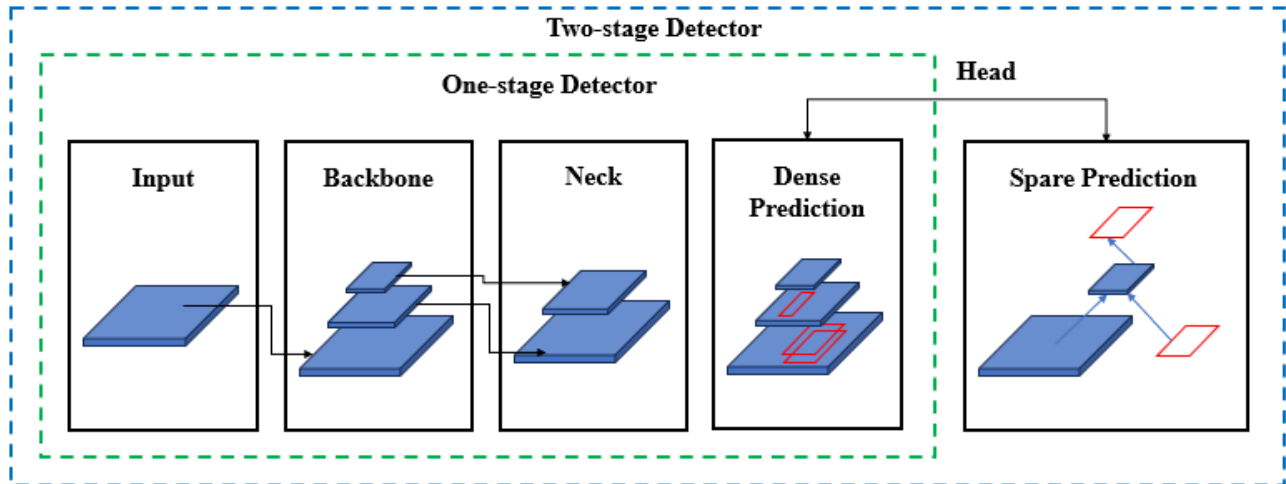 Two-stage Detector
One-stage Detector
Head
Input
Backbone
Neck
Dense
Prediction
Spare Prediction